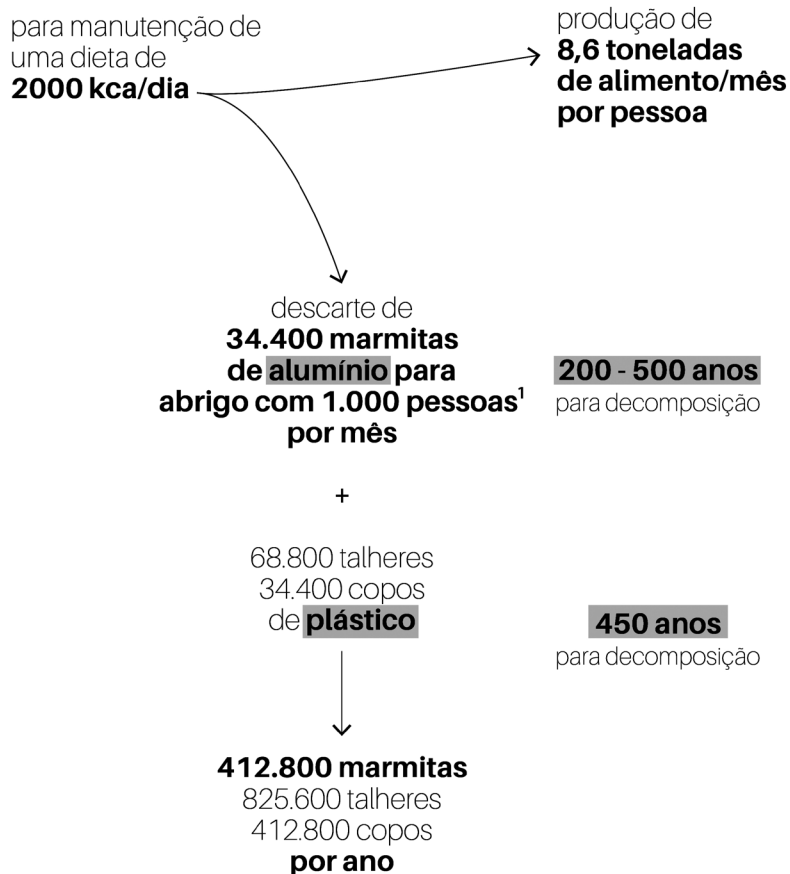 para manutenção de
uma dieta de
2000 kca/dia
produção de
8,6 toneladas
de alimento/mês
por pessoa
descarte de
34.400 marmitas
de alumínio para
abrigo com 1.000 pessoas¹
por mês
200 - 500 anos
para decomposição
+
68.800 talheres
34.400 copos
de plástico
450 anos
para decomposição
412.800 marmitas
825.600 talheres
412.800 copos
por ano